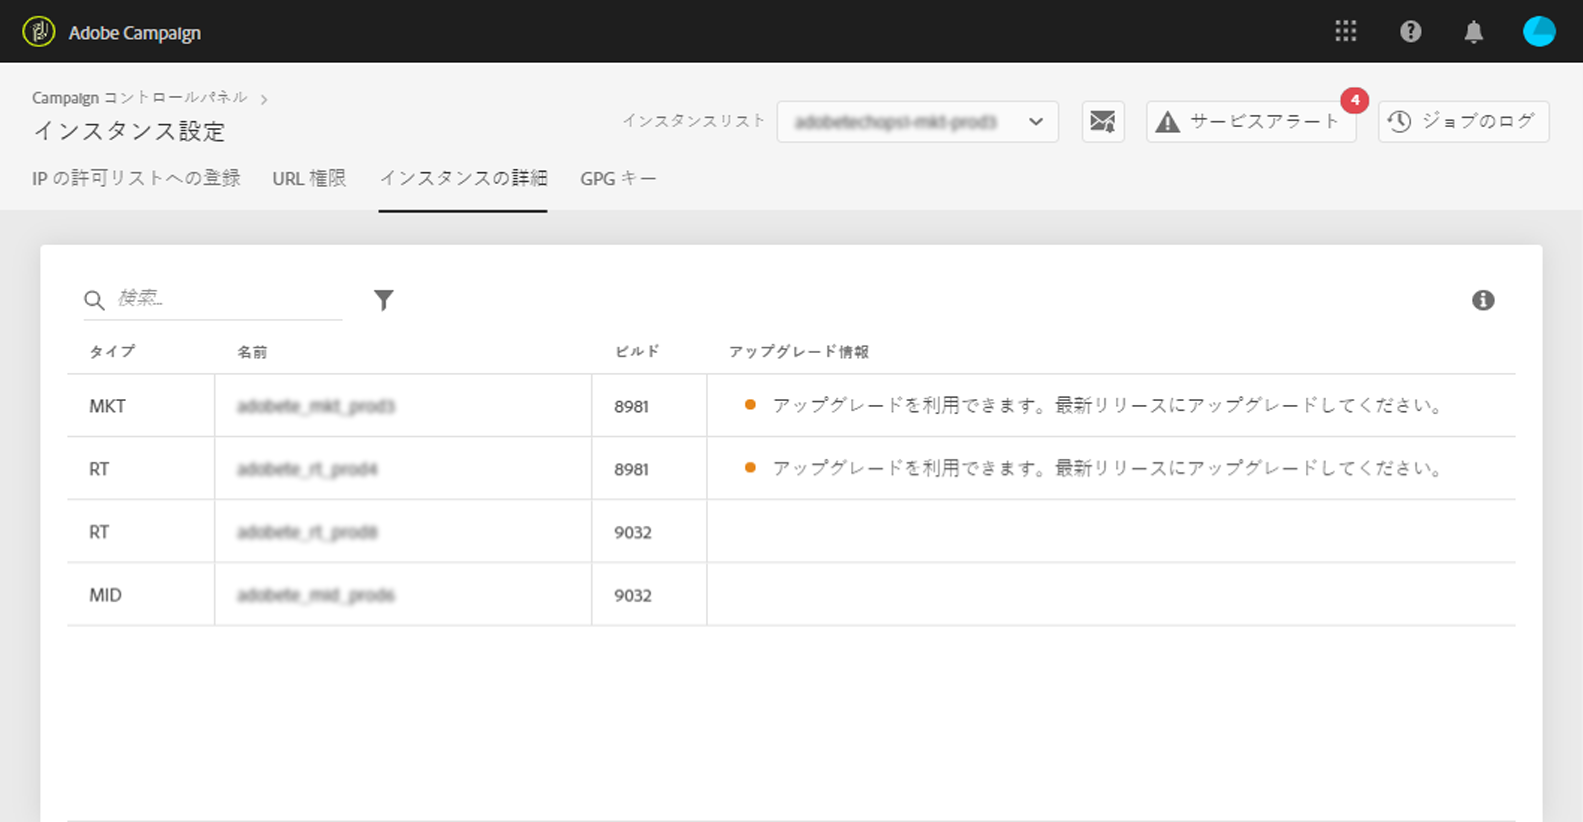 Adobe Campaign
Campaign コントロールパネル
インスタンス設定
インスタンスリスト
サービスアラート
4
ジョブのログ
IP の許可リストへの登録
URL 権限
インスタンスの詳細
GPG キー
検索...
タイプ 名前 ビルド アップグレード情報
MKT 8981 アップグレードを利用できます。最新リリースにアップグレードしてください。
RT 8981 アップグレードを利用できます。最新リリースにアップグレードしてください。
RT 9032
MID 9032